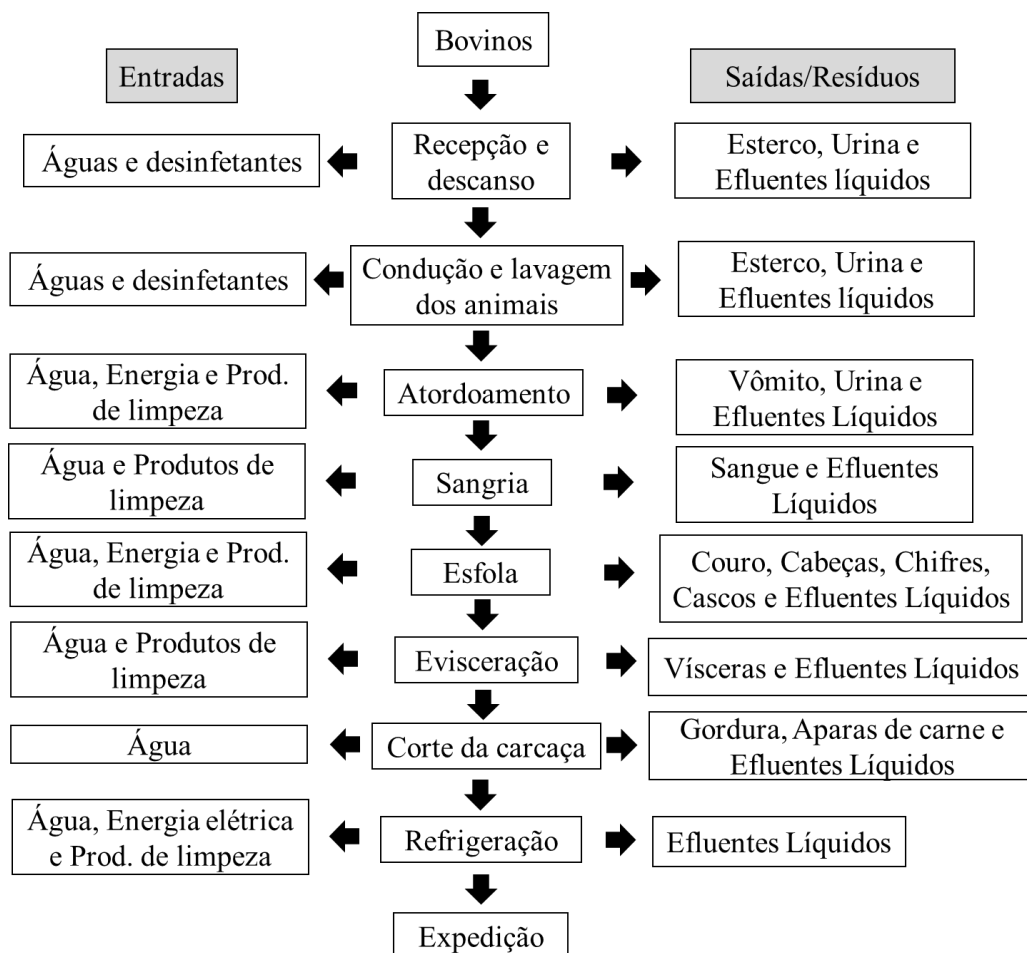 Bovinos
Entradas
Saídas/Resíduos
Águas e desinfetantes
Recepção e
descanso
Esterco, Urina e
Efluentes líquidos
Águas e desinfetantes
Condução e lavagem
dos animais
Esterco, Urina e
Efluentes líquidos
Água, Energia e Prod.
de limpeza
Atordoamento
Vômito, Urina e
Efluentes Líquidos
Água e Produtos de
limpeza
Sangria
Sangue e Efluentes
Líquidos
Água, Energia e Prod.
de limpeza
Esfola
Couro, Cabeças, Chifres,
Cascos e Efluentes Líquidos
Água e Produtos de
limpeza
Evisceração
Vísceras e Efluentes Líquidos
Água
Corte da carcaça
Gordura, Aparas de carne e
Efluentes Líquidos
Água, Energia elétrica
e Prod. de limpeza
Refrigeração
Efluentes Líquidos
Expedição